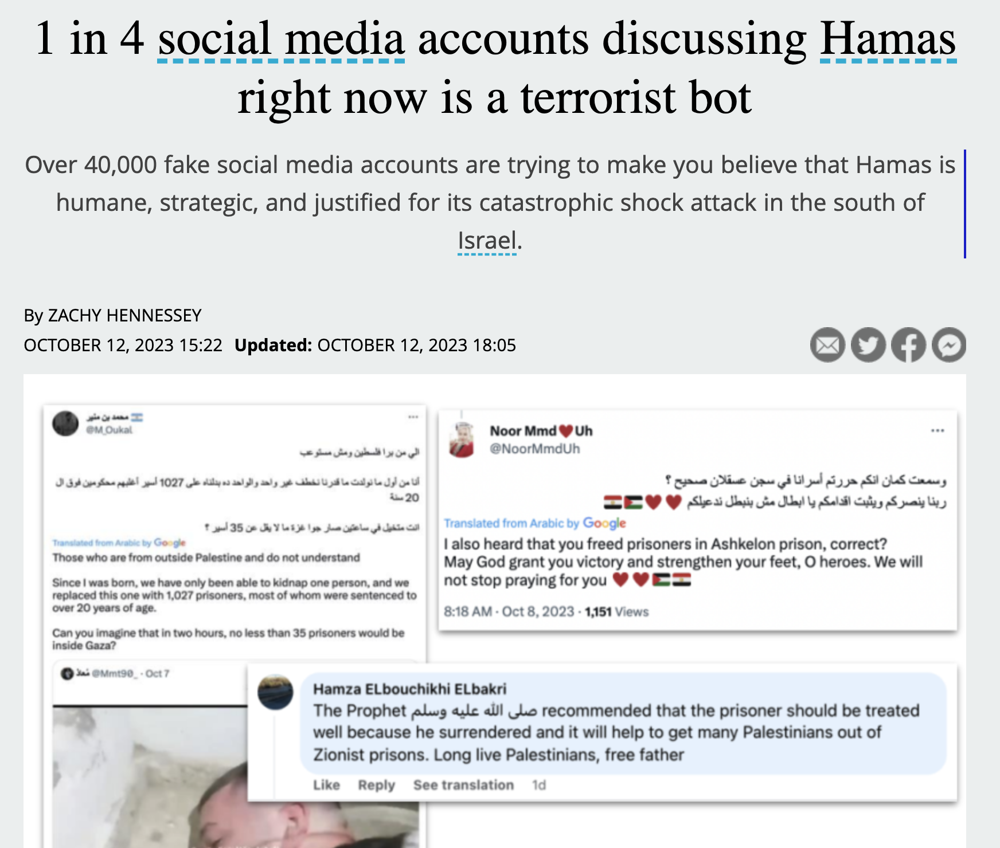 1 in 4 social media accounts discussing Hamas
right now is a terrorist bot
Over 40,000 fake social media accounts are trying to make you believe that Hamas is
humane, strategic, and justified for its catastrophic shock attack in the south of
Israel.
By ZACHY HENNESSEY
OCTOBER 12, 2023 15:22 Updated: OCTOBER 12, 2023 18:05
محمد بن منير
@M_Oukal
الي من برا فلسطين ومش مستوعب
أنا من أول ما تولدت ما قدرنا نخطف غير واحد والواحد ده بدلناه على 1027 أسير أغلبهم محكومين فوق ال
20 سنة
انت متخيل في ساعتين صار جوا غزة ما لا يقل عن 35 أسير ؟
Translated from Arabic by Google
Those who are from outside Palestine and do not understand
Since I was born, we have only been able to kidnap one person, and we
replaced this one with 1,027 prisoners, most of whom were sentenced to
over 20 years of age.
Can you imagine that in two hours, no less than 35 prisoners would be
inside Gaza?
مُعاذ @Mmt90_ · Oct 7
Noor Mmd❤Uh
@NoorMmdUh
وسمعت كمان انكم حررتم أسرانا في سجن عسقلان صحيح ؟
ربنا ينصركم ويثبت اقدامكم يا ابطال مش بنبطل ندعيلكم ❤❤🇵🇸🇪🇬
Translated from Arabic by Google
I also heard that you freed prisoners in Ashkelon prison, correct?
May God grant you victory and strengthen your feet, O heroes. We will
not stop praying for you ❤❤🇵🇸🇪🇬
8:18 AM · Oct 8, 2023 · 1,151 Views
Hamza ELbouchikhi ELbakri
The Prophet صلى الله عليه وسلم recommended that the prisoner should be treated
well because he surrendered and it will help to get many Palestinians out of
Zionist prisons. Long live Palestinians, free father
Like Reply See translation 1d